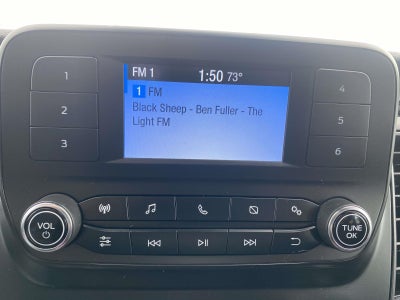 FM 1 1:50 73°
1 FM
Black Sheep - Ben Fuller - The
Light FM
1
2
3
4
5
6
VOL
TUNE
OK